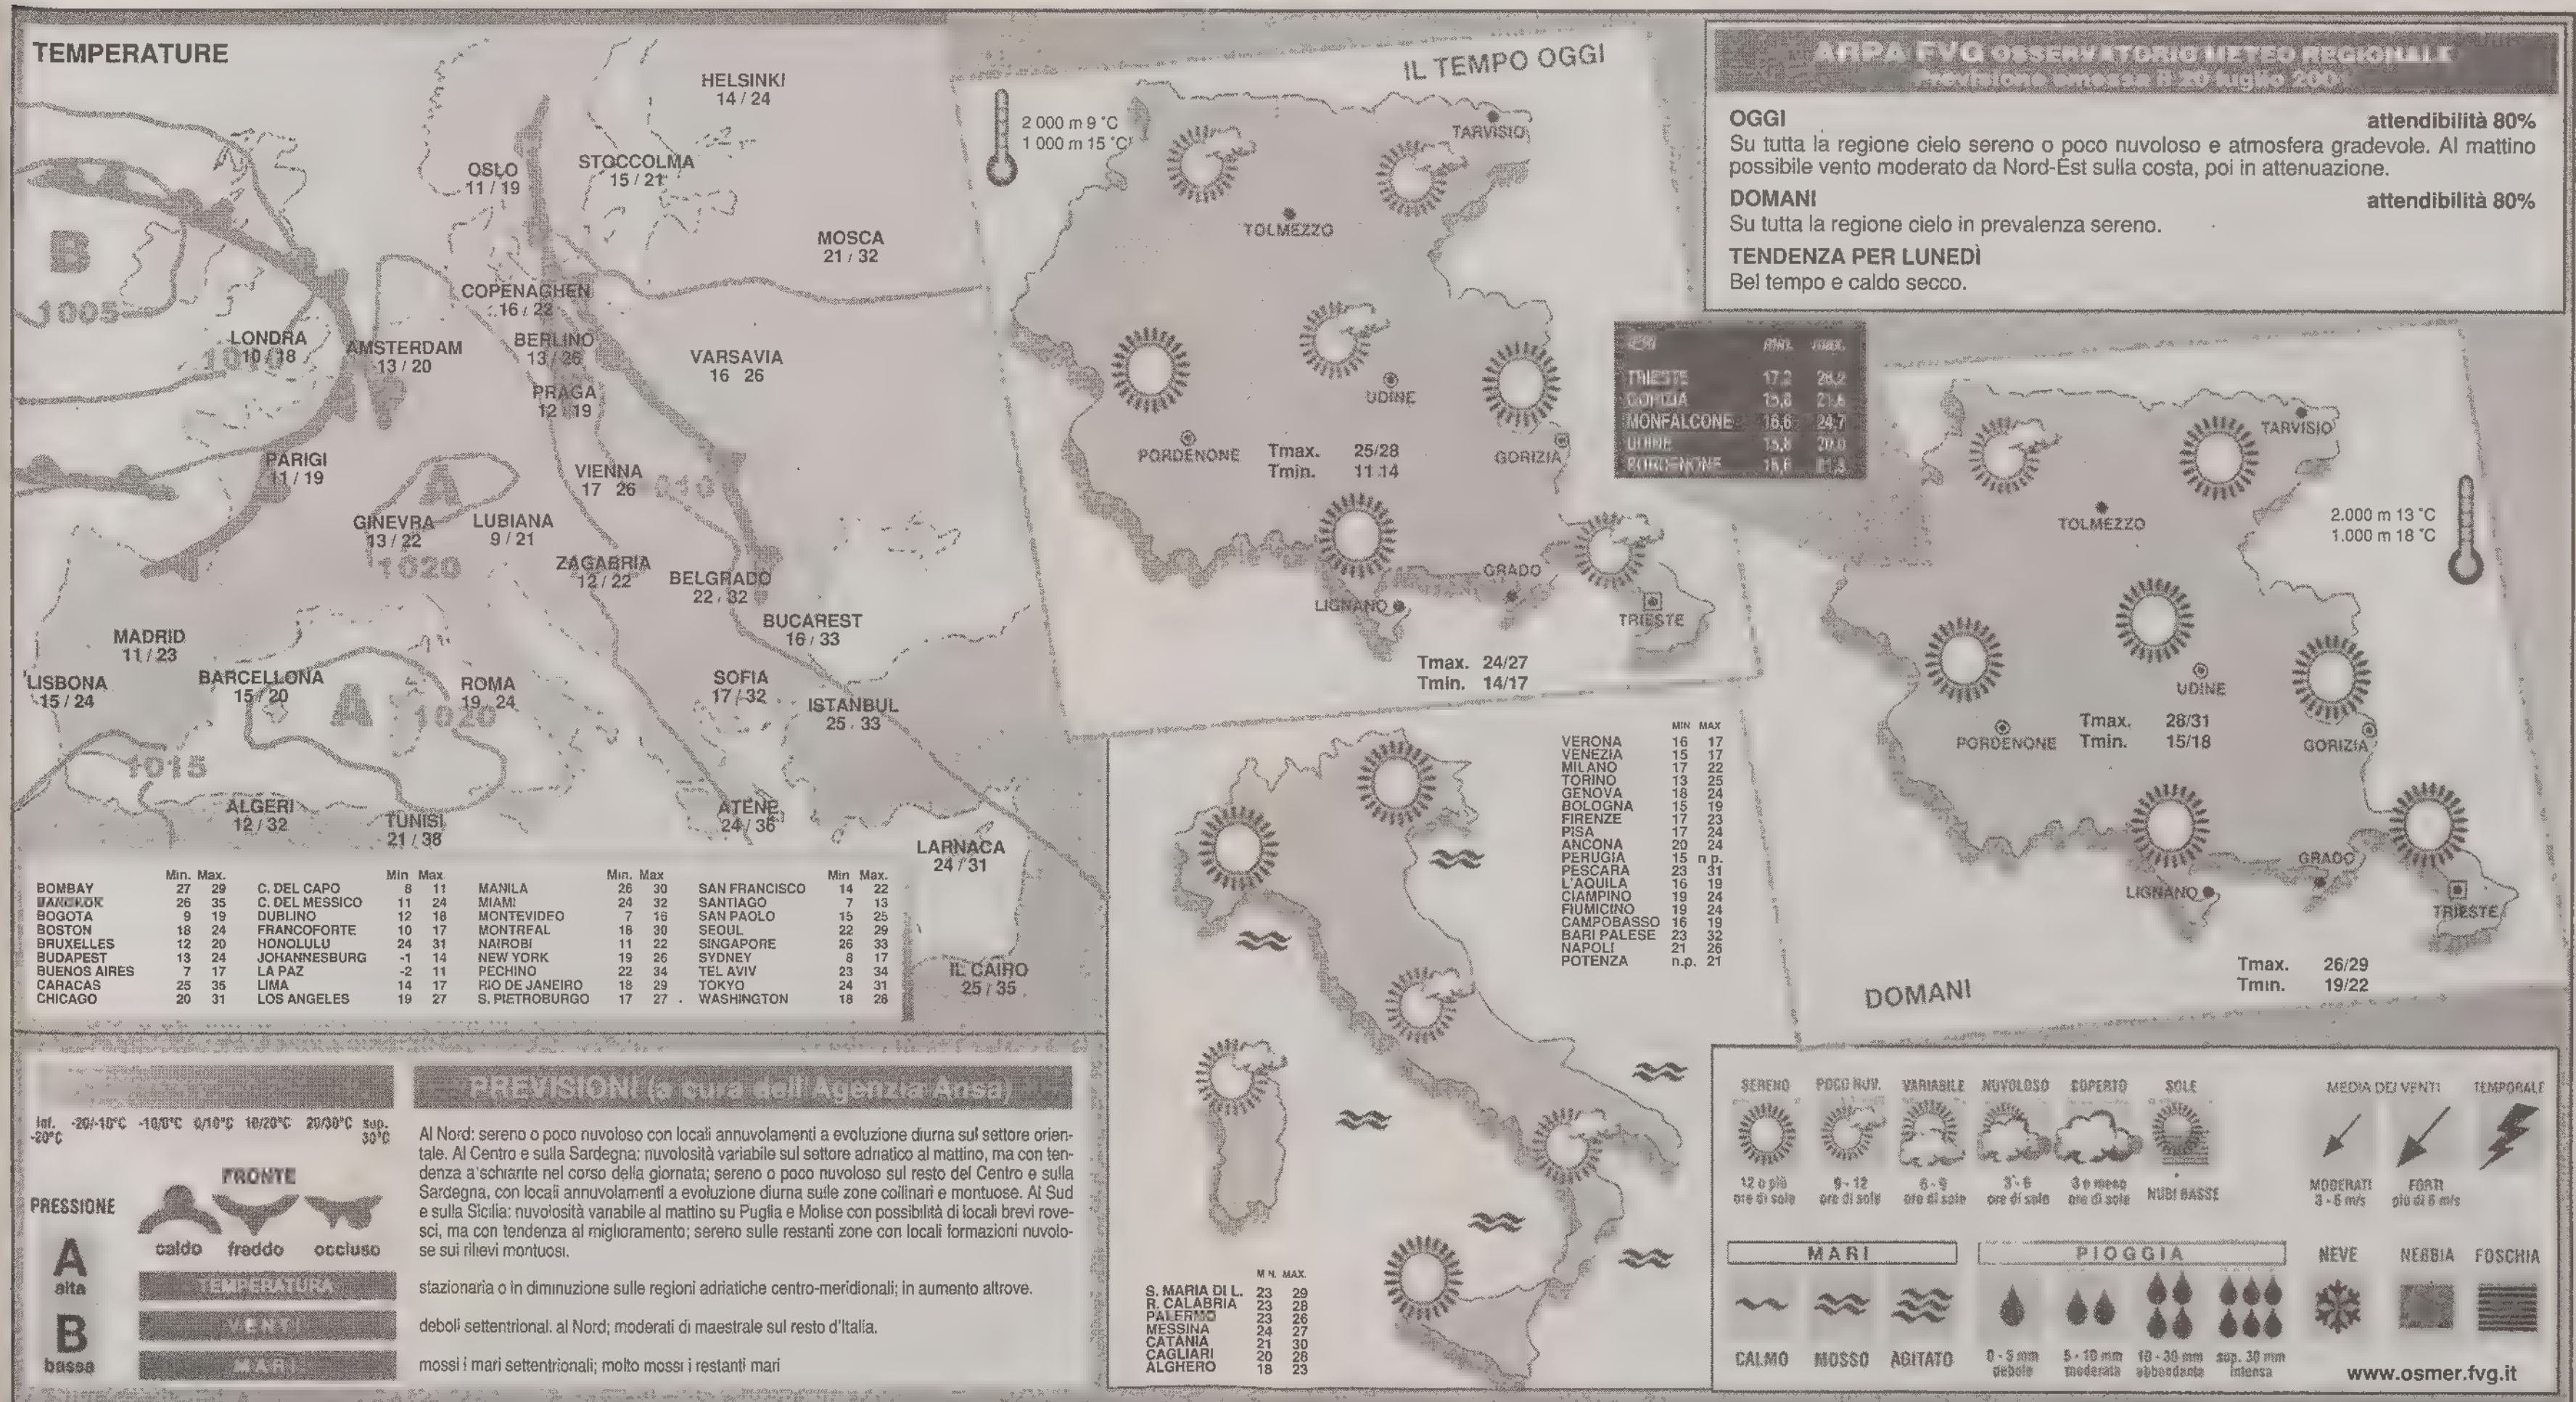 TEMPERATURE
HELSINKI
14 / 24
OSLO
11 / 19
STOCCOLMA
15 / 21
MOSCA
21 / 32
B
1005
COPENAGHEN
16 / 22
LONDRA
10 / 18
1010
AMSTERDAM
13 / 20
BERLINO
13 / 26
VARSAVIA
16 26
PRAGA
12 / 19
PARIGI
11 / 19
A
VIENNA
17 26
GINEVRA
13 / 22
LUBIANA
9 / 21
1020
ZAGABRIA
12 / 22
BELGRADO
22 / 32
BUCAREST
16 / 33
MADRID
11 / 23
LISBONA
15 / 24
BARCELLONA
15 / 20
A
ROMA
19 / 24
1020
SOFIA
17 / 32
ISTANBUL
25 / 33
1015
ALGERI
12 / 32
TUNISI
21 / 38
ATENE
24 / 36
LARNACA
24 / 31
IL CAIRO
25 / 35
Min. Max.
BOMBAY 27 29
BANGKOK 26 35
BOGOTA 9 19
BOSTON 18 24
BRUXELLES 12 20
BUDAPEST 13 24
BUENOS AIRES 7 17
CARACAS 25 35
CHICAGO 20 31
Min Max.
C. DEL CAPO 8 11
C. DEL MESSICO 11 24
DUBLINO 12 18
FRANCOFORTE 10 17
HONOLULU 24 31
JOHANNESBURG -1 14
LA PAZ -2 11
LIMA 14 17
LOS ANGELES 19 27
Min. Max
MANILA 26 30
MIAMI 24 32
MONTEVIDEO 7 16
MONTREAL 18 30
NAIROBI 11 22
NEW YORK 19 26
PECHINO 22 34
RIO DE JANEIRO 18 29
S. PIETROBURGO 17 27
Min Max.
SAN FRANCISCO 14 22
SANTIAGO 7 13
SAN PAOLO 15 25
SEOUL 22 29
SINGAPORE 26 33
SYDNEY 8 17
TEL AVIV 23 34
TOKYO 24 31
WASHINGTON 18 28
IL TEMPO OGGI
2 000 m 9 °C
1 000 m 15 °C
TARVISIO
TOLMEZZO
UDINE
PORDENONE
Tmax. 25/28
Tmin. 11 14
GORIZIA
GRADO
LIGNANO
TRIESTE
Tmax. 24/27
Tmin. 14/17
ARPA FVG OSSERVATORIO METEO REGIONALE
OGGI attendibilità 80%
Su tutta la regione cielo sereno o poco nuvoloso e atmosfera gradevole. Al mattino
possibile vento moderato da Nord-Est sulla costa, poi in attenuazione.
DOMANI attendibilità 80%
Su tutta la regione cielo in prevalenza sereno.
TENDENZA PER LUNEDÌ
Bel tempo e caldo secco.
IERI min. max.
TRIESTE 17,2 28,2
GORIZIA 15,8
MONFALCONE 16,6 24,7
UDINE 15,8
PORDENONE 15,6
TARVISIO
TOLMEZZO
2.000 m 13 °C
1.000 m 18 °C
UDINE
PORDENONE
Tmax. 28/31
Tmin. 15/18
GORIZIA
GRADO
LIGNANO
TRIESTE
Tmax. 26/29
Tmin. 19/22
DOMANI
MIN MAX
VERONA 16 17
VENEZIA 15 17
MILANO 17 22
TORINO 13 25
GENOVA 18 24
BOLOGNA 15 19
FIRENZE 17 23
PISA 17 24
ANCONA 20 24
PERUGIA 15 n p.
PESCARA 23 31
L'AQUILA 16 19
CIAMPINO 19 24
FIUMICINO 19 24
CAMPOBASSO 16 19
BARI PALESE 23 32
NAPOLI 21 26
POTENZA n.p. 21
M N. MAX.
S. MARIA DI L. 23 29
R. CALABRIA 23 28
PALERMO 23 26
MESSINA 24 27
CATANIA 21 30
CAGLIARI 20 28
ALGHERO 18 23
Inf. -20°C
-20/-10°C -10/0°C 0/10°C 10/20°C 20/30°C sup. 30°C
PRESSIONE
FRONTE
caldo freddo occluso
A
alta
B
bassa
PREVISIONI (a cura dell'Agenzia Ansa)
Al Nord: sereno o poco nuvoloso con locali annuvolamenti a evoluzione diurna sul settore orien-
tale. Al Centro e sulla Sardegna: nuvolosità variabile sul settore adriatico al mattino, ma con ten-
denza a schiarite nel corso della giornata; sereno o poco nuvoloso sul resto del Centro e sulla
Sardegna, con locali annuvolamenti a evoluzione diurna sulle zone collinari e montuose. Al Sud
e sulla Sicilia: nuvolosità variabile al mattino su Puglia e Molise con possibilità di locali brevi rove-
sci, ma con tendenza al miglioramento; sereno sulle restanti zone con locali formazioni nuvolo-
se sui rilievi montuosi.
TEMPERATURA
stazionaria o in diminuzione sulle regioni adriatiche centro-meridionali; in aumento altrove.
VENTI
deboli settentrional. al Nord; moderati di maestrale sul resto d'Italia.
MARI
mossi i mari settentrionali; molto mossi i restanti mari
SERENO POCO NUV. VARIABILE NUVOLOSO COPERTO SOLE
12 o più ore di sole
9 - 12 ore di sole
6 - 9 ore di sole
3 - 6 ore di sole
3 o meno ore di sole
NUBI BASSE
MEDIA DEI VENTI
MODERATI
3 - 6 m/s
FORTI
più di 6 m/s
TEMPORALE
MARI
CALMO MOSSO AGITATO
PIOGGIA
0 - 5 mm debole
5 - 10 mm moderata
10 - 30 mm abbondante
sup. 30 mm intensa
NEVE NEBBIA FOSCHIA
www.osmer.fvg.it